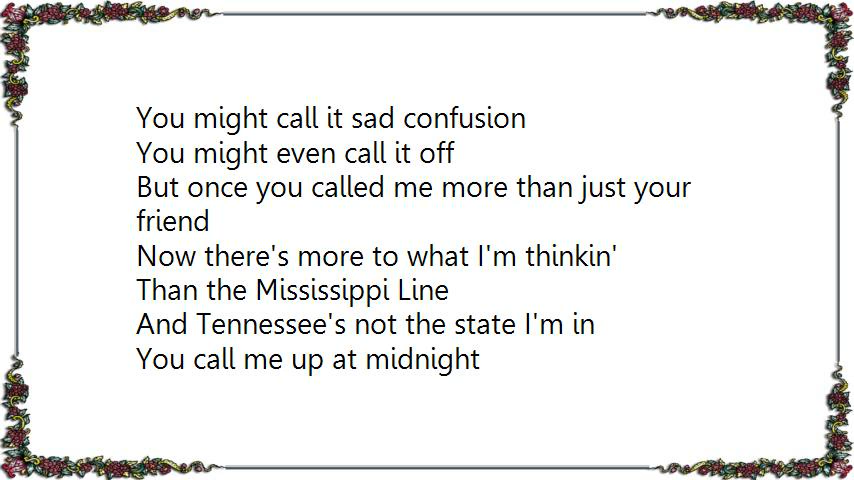 You might call it sad confusion
You might even call it off
But once you called me more than just your
friend
Now there's more to what I'm thinkin'
Than the Mississippi Line
And Tennessee's not the state I'm in
You call me up at midnight